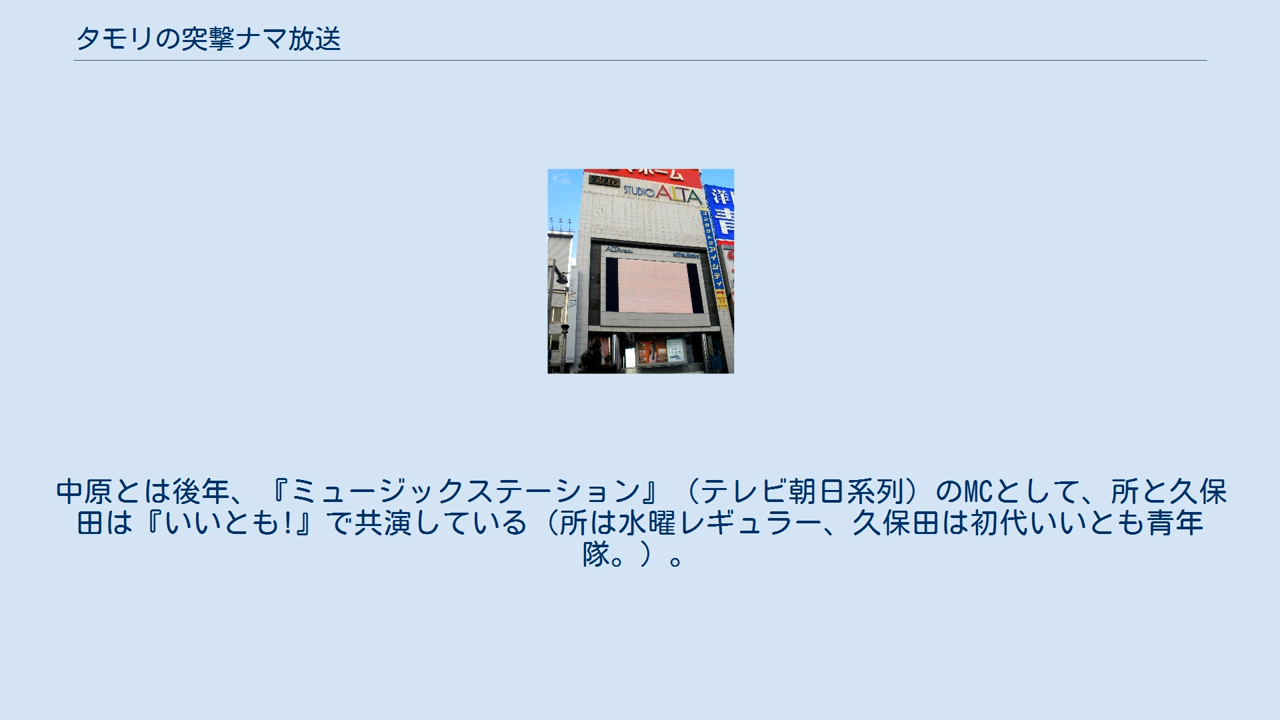 タモリの突撃ナマ放送
STUDIO ALTA
洋
青
中原とは後年、『ミュージックステーション』（テレビ朝日系列）のMCとして、所と久保
田は『いいとも!』で共演している（所は水曜レギュラー、久保田は初代いいとも青年
隊。）。